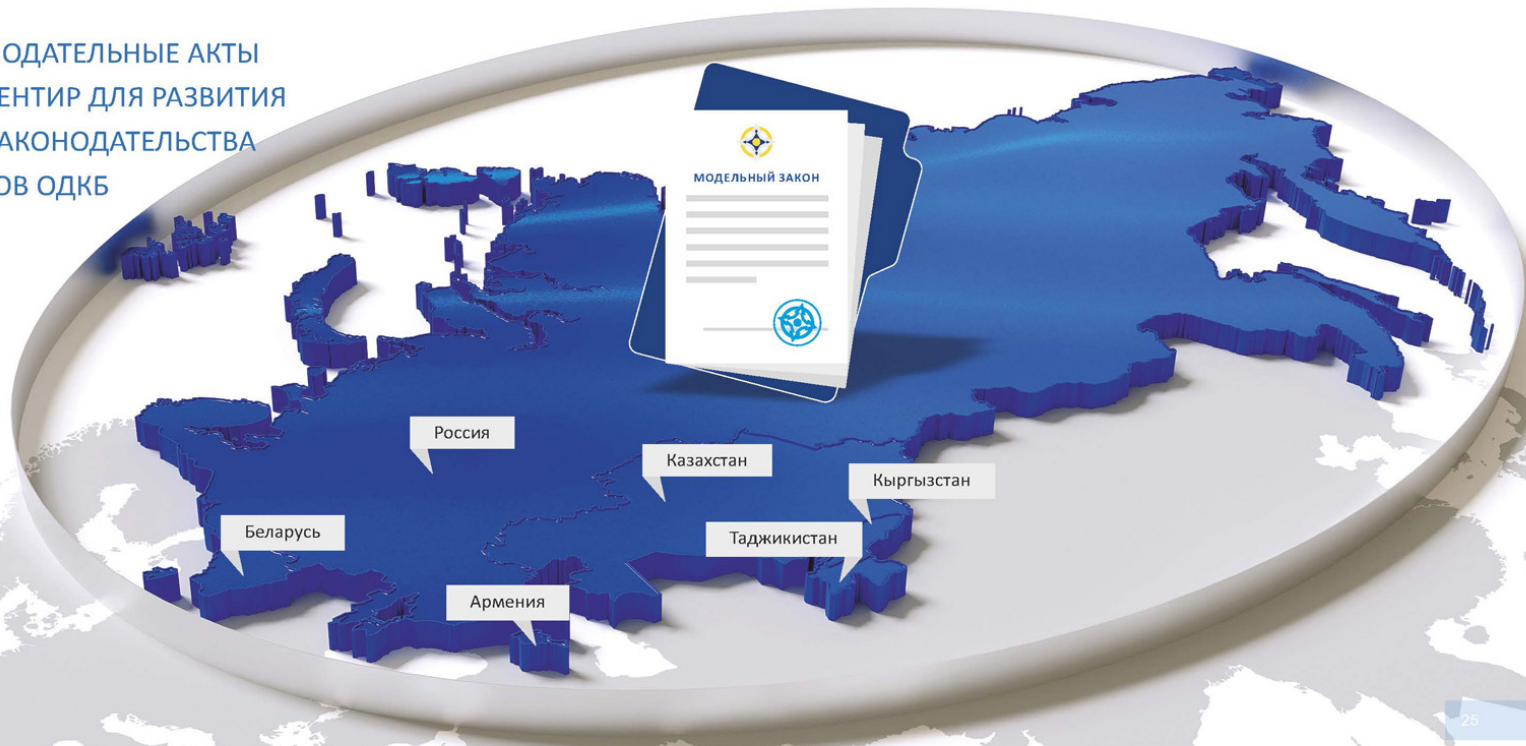 ОДАТЕЛЬНЫЕ АКТЫ
ЕНТИР ДЛЯ РАЗВИТИЯ
АКОНОДАТЕЛЬСТВА
ОВ ОДКБ
МОДЕЛЬНЫЙ ЗАКОН
Россия
Казахстан
Кыргызстан
Беларусь
Таджикистан
Армения
25